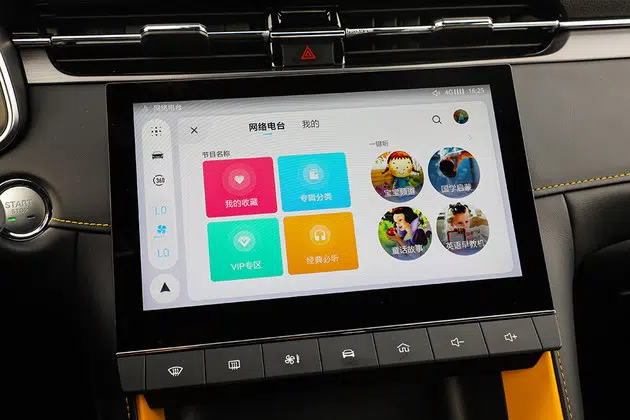 网络电台
4G
16:25
网络电台
我的
节目名称
一键听
我的收藏
专辑分类
VIP专区
经典必听
宝宝频道
国学启蒙
童话故事
英语早教机
360
LO
LO
START
STOP